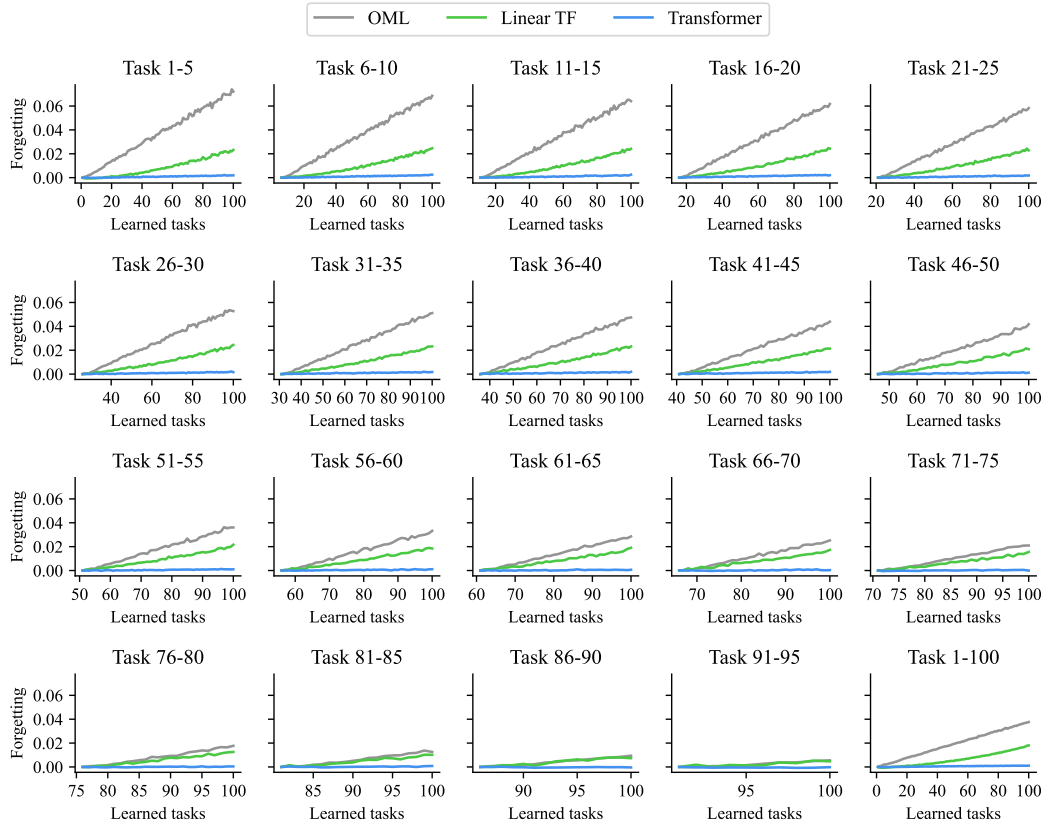 OML Linear TF Transformer
Task 1-5 Task 6-10 Task 11-15 Task 16-20 Task 21-25
Forgetting
0.06
0.04
0.02
0.00
0 20 40 60 80 100 20 40 60 80 100 20 40 60 80 100 20 40 60 80 100 20 40 60 80 100
Learned tasks Learned tasks Learned tasks Learned tasks Learned tasks
Task 26-30 Task 31-35 Task 36-40 Task 41-45 Task 46-50
Forgetting
0.06
0.04
0.02
0.00
40 60 80 100 30 40 50 60 70 80 90 100 40 50 60 70 80 90 100 40 50 60 70 80 90 100 50 60 70 80 90 100
Learned tasks Learned tasks Learned tasks Learned tasks Learned tasks
Task 51-55 Task 56-60 Task 61-65 Task 66-70 Task 71-75
Forgetting
0.06
0.04
0.02
0.00
50 60 70 80 90 100 60 70 80 90 100 60 70 80 90 100 70 80 90 100 70 75 80 85 90 95 100
Learned tasks Learned tasks Learned tasks Learned tasks Learned tasks
Task 76-80 Task 81-85 Task 86-90 Task 91-95 Task 1-100
Forgetting
0.06
0.04
0.02
0.00
75 80 85 90 95 100 85 90 95 100 90 95 100 95 100 0 20 40 60 80 100
Learned tasks Learned tasks Learned tasks Learned tasks Learned tasks